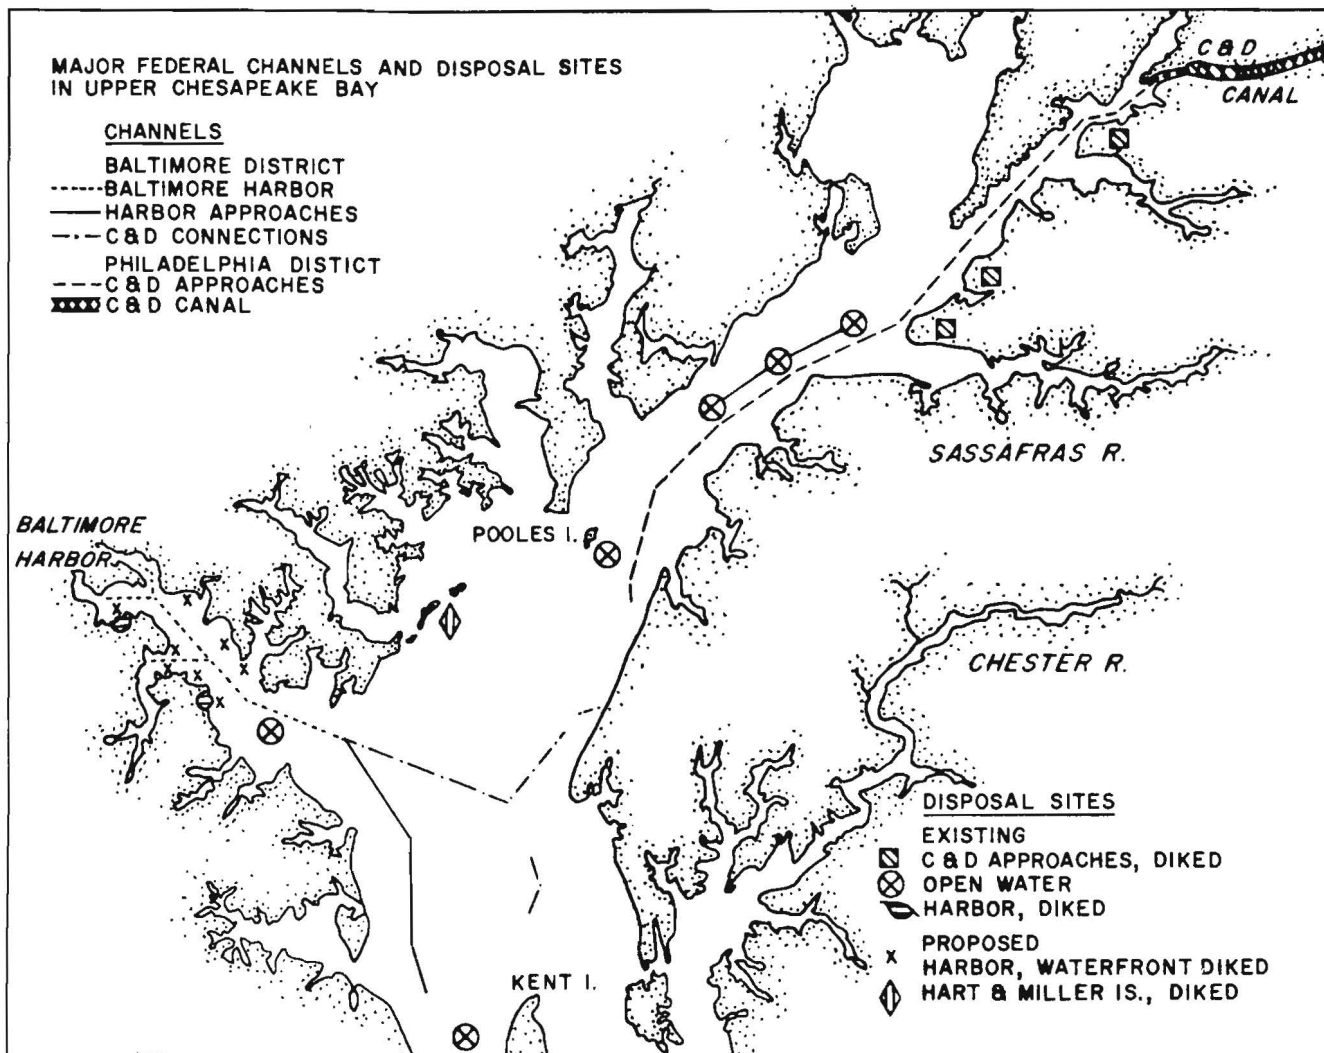 MAJOR FEDERAL CHANNELS AND DISPOSAL SITES
IN UPPER CHESAPEAKE BAY
CHANNELS
BALTIMORE DISTRICT
BALTIMORE HARBOR
HARBOR APPROACHES
C&D CONNECTIONS
PHILADELPHIA DISTICT
C&D APPROACHES
C&D CANAL
C&D
CANAL
SASSAFRAS R.
POOLES I.
BALTIMORE
HARBOR
CHESTER R.
KENT I.
DISPOSAL SITES
EXISTING
C&D APPROACHES, DIKED
OPEN WATER
HARBOR, DIKED
PROPOSED
HARBOR, WATERFRONT DIKED
HART & MILLER IS., DIKED